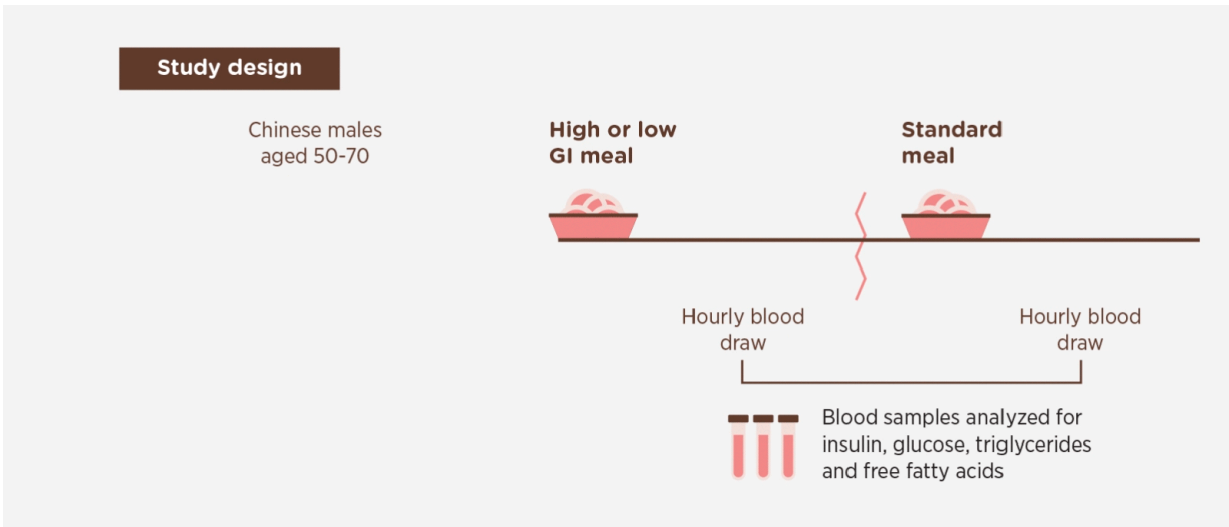 Study design
Chinese males
aged 50-70
High or low
GI meal
Standard
meal
Hourly blood
draw
Hourly blood
draw
Blood samples analyzed for
insulin, glucose, triglycerides
and free fatty acids